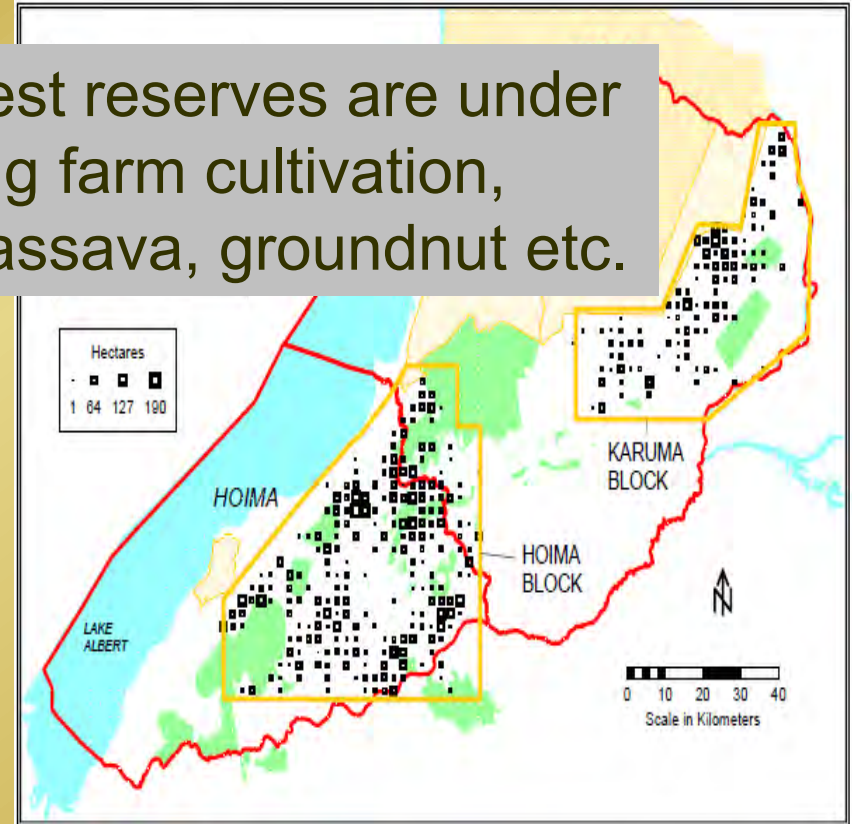 est reserves are under
g farm cultivation,
assava, groundnut etc.
Hectares
1 64 127 190
HOIMA
KARUMA
BLOCK
HOIMA
BLOCK
N
LAKE
ALBERT
0 10 20 30 40
Scale in Kilometers